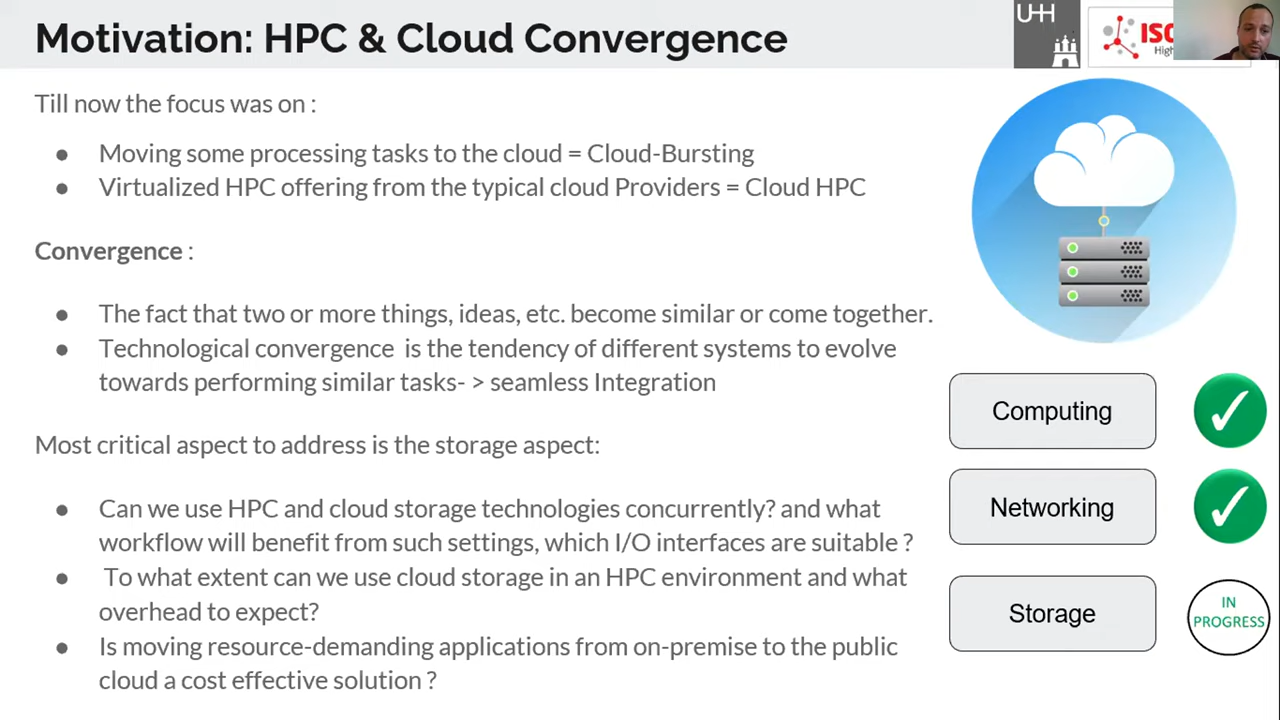 Motivation: HPC & Cloud Convergence
UHH
ISC
High
Till now the focus was on :
● Moving some processing tasks to the cloud = Cloud-Bursting
● Virtualized HPC offering from the typical cloud Providers = Cloud HPC
Convergence :
● The fact that two or more things, ideas, etc. become similar or come together.
● Technological convergence is the tendency of different systems to evolve
towards performing similar tasks- > seamless Integration
Most critical aspect to address is the storage aspect:
● Can we use HPC and cloud storage technologies concurrently? and what
workflow will benefit from such settings, which I/O interfaces are suitable ?
● To what extent can we use cloud storage in an HPC environment and what
overhead to expect?
● Is moving resource-demanding applications from on-premise to the public
cloud a cost effective solution ?
Computing
Networking
Storage
IN
PROGRESS